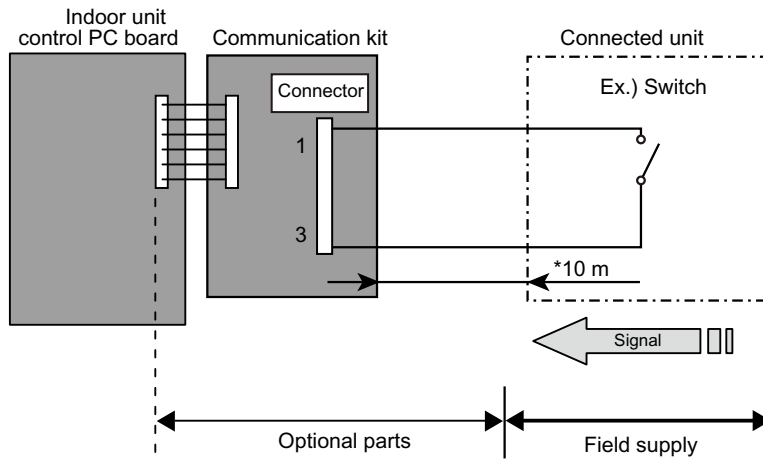 Indoor unit
control PC board
Communication kit
Connected unit
Connector
Ex.) Switch
1
3
*10 m
Signal
Optional parts
Field supply